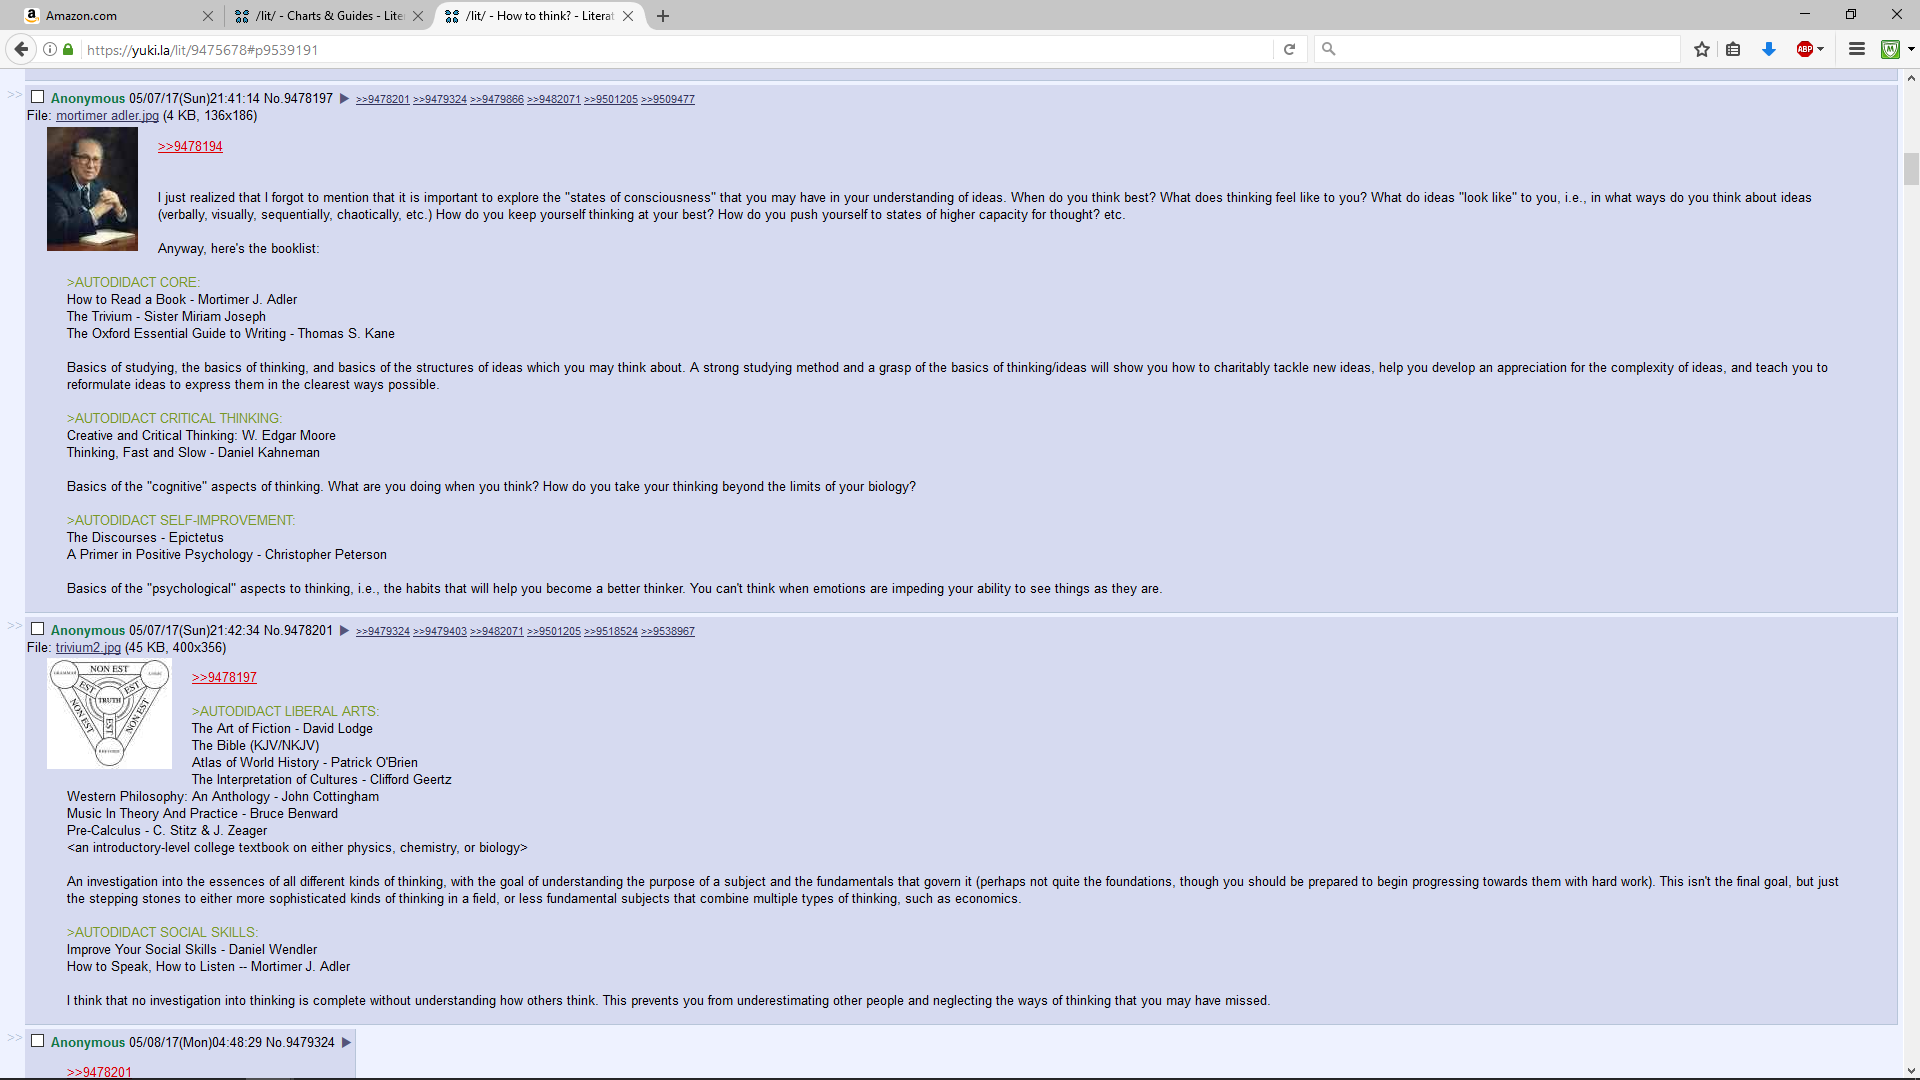 Amazon.com
/lit/ - Charts & Guides - Lite
/lit/ - How to think? - Literat
https://yuki.la/lit/9475678#p9539191
ABP
>>
Anonymous 05/07/17(Sun)21:41:14 No.9478197 ▶ >>9478201 >>9479324 >>9479866 >>9482071 >>9501205 >>9509477
File: mortimer adler.jpg (4 KB, 136x186)
>>9478194
I just realized that I forgot to mention that it is important to explore the "states of consciousness" that you may have in your understanding of ideas. When do you think best? What does thinking feel like to you? What do ideas "look like" to you, i.e., in what ways do you think about ideas
(verbally, visually, sequentially, chaotically, etc.) How do you keep yourself thinking at your best? How do you push yourself to states of higher capacity for thought? etc.
Anyway, here's the booklist:
>AUTODIDACT CORE:
How to Read a Book - Mortimer J. Adler
The Trivium - Sister Miriam Joseph
The Oxford Essential Guide to Writing - Thomas S. Kane
Basics of studying, the basics of thinking, and basics of the structures of ideas which you may think about. A strong studying method and a grasp of the basics of thinking/ideas will show you how to charitably tackle new ideas, help you develop an appreciation for the complexity of ideas, and teach you to
reformulate ideas to express them in the clearest ways possible.
>AUTODIDACT CRITICAL THINKING:
Creative and Critical Thinking: W. Edgar Moore
Thinking, Fast and Slow - Daniel Kahneman
Basics of the "cognitive" aspects of thinking. What are you doing when you think? How do you take your thinking beyond the limits of your biology?
>AUTODIDACT SELF-IMPROVEMENT:
The Discourses - Epictetus
A Primer in Positive Psychology - Christopher Peterson
Basics of the "psychological" aspects to thinking, i.e., the habits that will help you become a better thinker. You can't think when emotions are impeding your ability to see things as they are.
>>
Anonymous 05/07/17(Sun)21:42:34 No.9478201 ▶ >>9479324 >>9479403 >>9482071 >>9501205 >>9518524 >>9538967
File: trivium2.jpg (45 KB, 400x356)
GRAMMAR NON EST LOGIC
EST EST
TRUTH
NON EST EST NON EST
RHETORIC
>>9478197
>AUTODIDACT LIBERAL ARTS:
The Art of Fiction - David Lodge
The Bible (KJV/NKJV)
Atlas of World History - Patrick O'Brien
The Interpretation of Cultures - Clifford Geertz
Western Philosophy: An Anthology - John Cottingham
Music In Theory And Practice - Bruce Benward
Pre-Calculus - C. Stitz & J. Zeager
<an introductory-level college textbook on either physics, chemistry, or biology>
An investigation into the essences of all different kinds of thinking, with the goal of understanding the purpose of a subject and the fundamentals that govern it (perhaps not quite the foundations, though you should be prepared to begin progressing towards them with hard work). This isn't the final goal, but just
the stepping stones to either more sophisticated kinds of thinking in a field, or less fundamental subjects that combine multiple types of thinking, such as economics.
>AUTODIDACT SOCIAL SKILLS:
Improve Your Social Skills - Daniel Wendler
How to Speak, How to Listen -- Mortimer J. Adler
I think that no investigation into thinking is complete without understanding how others think. This prevents you from underestimating other people and neglecting the ways of thinking that you may have missed.
>>
Anonymous 05/08/17(Mon)04:48:29 No.9479324 ▶
>>9478201